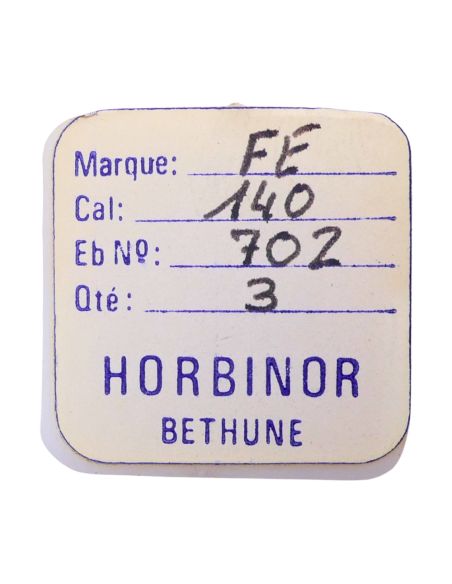 Marque: FE
Cal: 140
Eb Nº: 702
Qté: 3
HORBINOR
BETHUNE